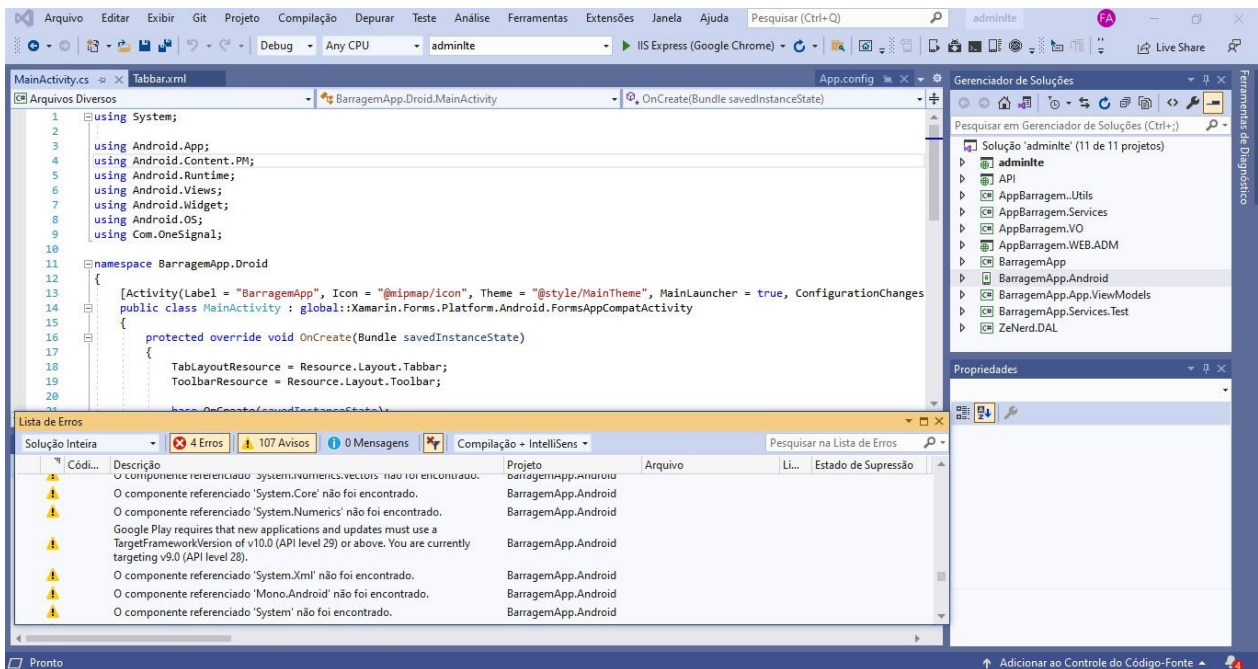 Arquivo Editar Exibir Git Projeto Compilação Depurar Teste Análise Ferramentas Extensões Janela Ajuda Pesquisar (Ctrl+Q) adminlte FA
Debug Any CPU adminlte IIS Express (Google Chrome) Live Share
MainActivity.cs Tabbar.xml App.config
Arquivos Diversos BarragemApp.Droid.MainActivity OnCreate(Bundle savedInstanceState)
1 using System;
2
3 using Android.App;
4 using Android.Content.PM;
5 using Android.Runtime;
6 using Android.Views;
7 using Android.Widget;
8 using Android.OS;
9 using Com.OneSignal;
10
11 namespace BarragemApp.Droid
12 {
13 [Activity(Label = "BarragemApp", Icon = "@mipmap/icon", Theme = "@style/MainTheme", MainLauncher = true, ConfigurationChanges
14 public class MainActivity : global::Xamarin.Forms.Platform.Android.FormsAppCompatActivity
15 {
16 protected override void OnCreate(Bundle savedInstanceState)
17 {
18 TabLayoutResource = Resource.Layout.Tabbar;
19 ToolbarResource = Resource.Layout.Toolbar;
20
21 base.OnCreate(savedInstanceState);
Gerenciador de Soluções
Pesquisar em Gerenciador de Soluções (Ctrl+;)
Solução 'adminlte' (11 de 11 projetos)
adminlte
API
AppBarragem..Utils
AppBarragem.Services
AppBarragem.VO
AppBarragem.WEB.ADM
BarragemApp
BarragemApp.Android
BarragemApp.App.ViewModels
BarragemApp.Services.Test
ZeNerd.DAL
Ferramentas de Diagnóstico
Propriedades
Lista de Erros
Solução Inteira 4 Erros 107 Avisos 0 Mensagens Compilação + IntelliSens Pesquisar na Lista de Erros
Códi... Descrição Projeto Arquivo Li... Estado de Supressão
O componente referenciado 'System.Numerics.Vectors' não foi encontrado. BarragemApp.Android
O componente referenciado 'System.Core' não foi encontrado. BarragemApp.Android
O componente referenciado 'System.Numerics' não foi encontrado. BarragemApp.Android
Google Play requires that new applications and updates must use a
TargetFrameworkVersion of v10.0 (API level 29) or above. You are currently BarragemApp.Android
targeting v9.0 (API level 28).
O componente referenciado 'System.Xml' não foi encontrado. BarragemApp.Android
O componente referenciado 'Mono.Android' não foi encontrado. BarragemApp.Android
O componente referenciado 'System' não foi encontrado. BarragemApp.Android
Pronto Adicionar ao Controle do Código-Fonte 4